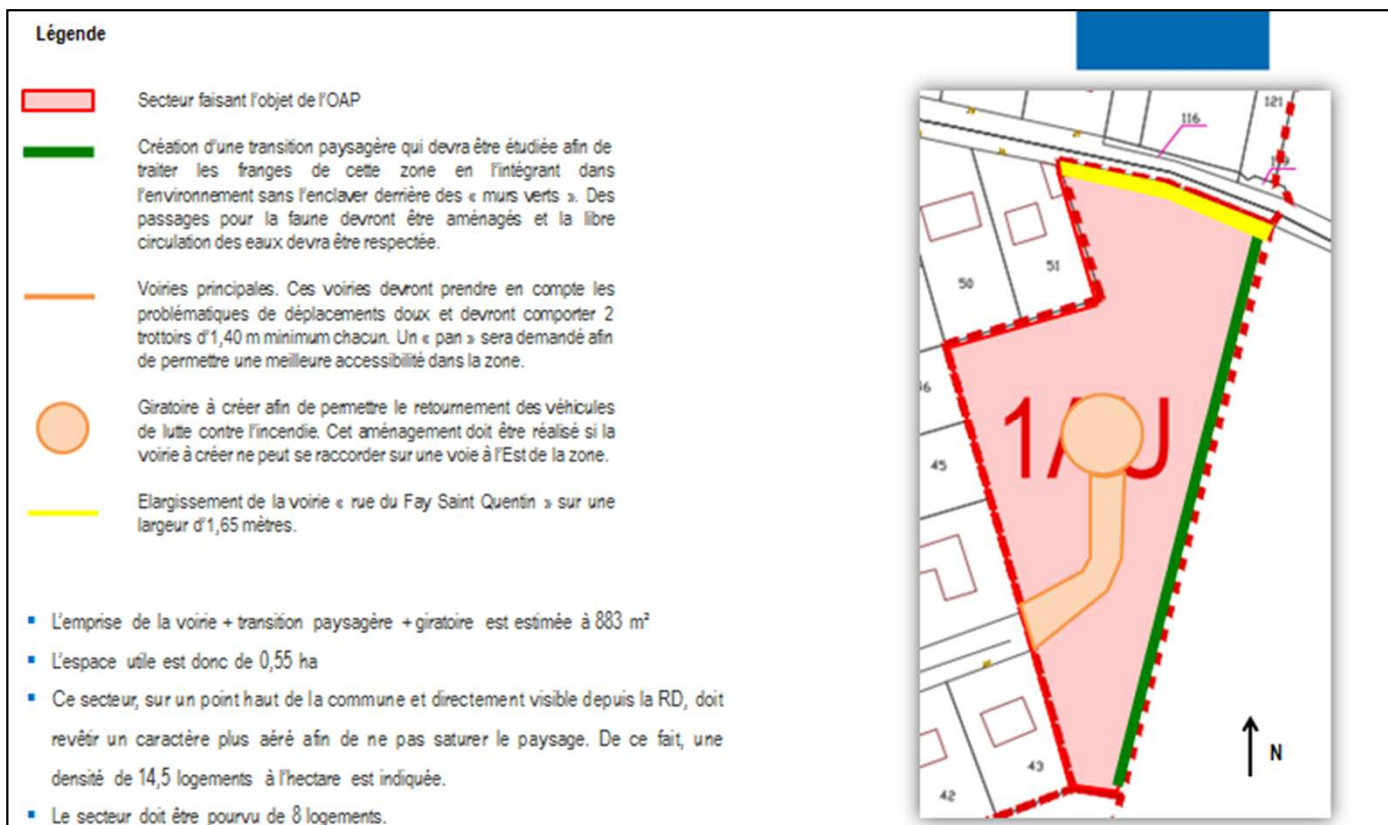 Légende
Secteur faisant l'objet de l'OAP
Création d'une transition paysagère qui devra être étudiée afin de
traiter les franges de cette zone en l'intégrant dans
l'environnement sans l'enclaver derrière des « murs verts ». Des
passages pour la faune devront être aménagés et la libre
circulation des eaux devra être respectée.
Voiries principales. Ces voiries devront prendre en compte les
problématiques de déplacements doux et devront comporter 2
trottoirs d'1,40 m minimum chacun. Un « pan » sera demandé afin
de permettre une meilleure accessibilité dans la zone.
Giratoire à créer afin de permettre le retournement des véhicules
de lutte contre l'incendie. Cet aménagement doit être réalisé si la
voirie à créer ne peut se raccorder sur une voie à l'Est de la zone.
Elargissement de la voirie « rue du Fay Saint Quentin » sur une
largeur d'1,65 mètres.
▪ L'emprise de la voirie + transition paysagère + giratoire est estimée à 883 m²
▪ L'espace utile est donc de 0,55 ha
▪ Ce secteur, sur un point haut de la commune et directement visible depuis la RD, doit
revêtir un caractère plus aéré afin de ne pas saturer le paysage. De ce fait, une
densité de 14,5 logements à l'hectare est indiquée.
▪ Le secteur doit être pourvu de 8 logements.
121
116
51
50
1AU
45
43
42
N